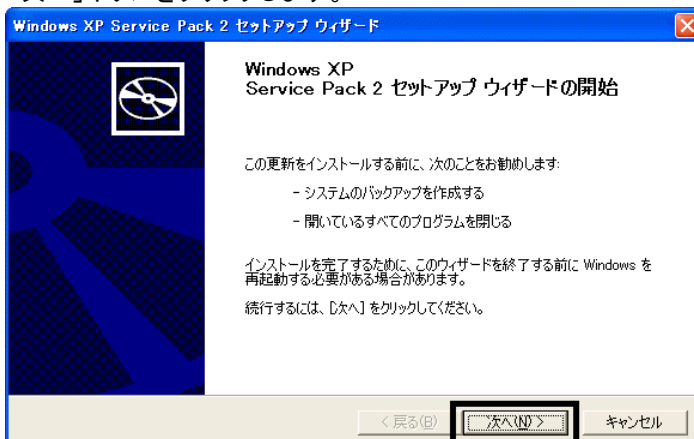 Windows XP Service Pack 2 セットアップ ウィザード
Windows XP
Service Pack 2 セットアップ ウィザードの開始
この更新をインストールする前に、次のことをお勧めします:
- システムのバックアップを作成する
- 開いているすべてのプログラムを閉じる
インストールを完了するために、このウィザードを終了する前に Windows を
再起動する必要がある場合があります。
続行するには、[次へ] をクリックしてください。
< 戻る(B)
次へ(N) >
キャンセル